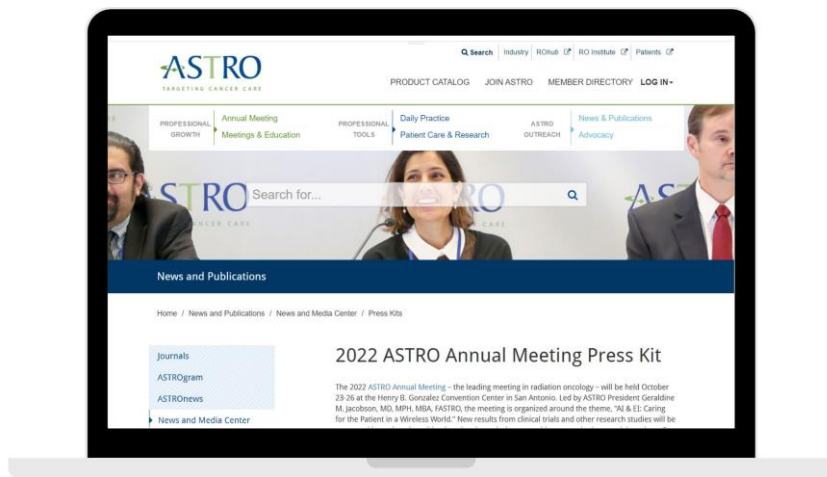 Search Industry ROhub RO Institute Patients
ASTRO
TARGETING CANCER CARE
PRODUCT CATALOG JOIN ASTRO MEMBER DIRECTORY LOG IN
PROFESSIONAL GROWTH
Annual Meeting
Meetings & Education
PROFESSIONAL TOOLS
Daily Practice
Patient Care & Research
ASTRO OUTREACH
News & Publications
Advocacy
STRO
CANCER CARE
Search for...
RO
CARE
AST
News and Publications
Home / News and Publications / News and Media Center / Press Kits
Journals
ASTROgram
ASTROnews
News and Media Center
2022 ASTRO Annual Meeting Press Kit
The 2022 ASTRO Annual Meeting – the leading meeting in radiation oncology – will be held October
23-26 at the Henry B. Gonzalez Convention Center in San Antonio. Led by ASTRO President Geraldine
M. Jacobson, MD, MPH, MBA, FASTRO, the meeting is organized around the theme, "AI & EI: Caring
for the Patient in a Wireless World." New results from clinical trials and other research studies will be